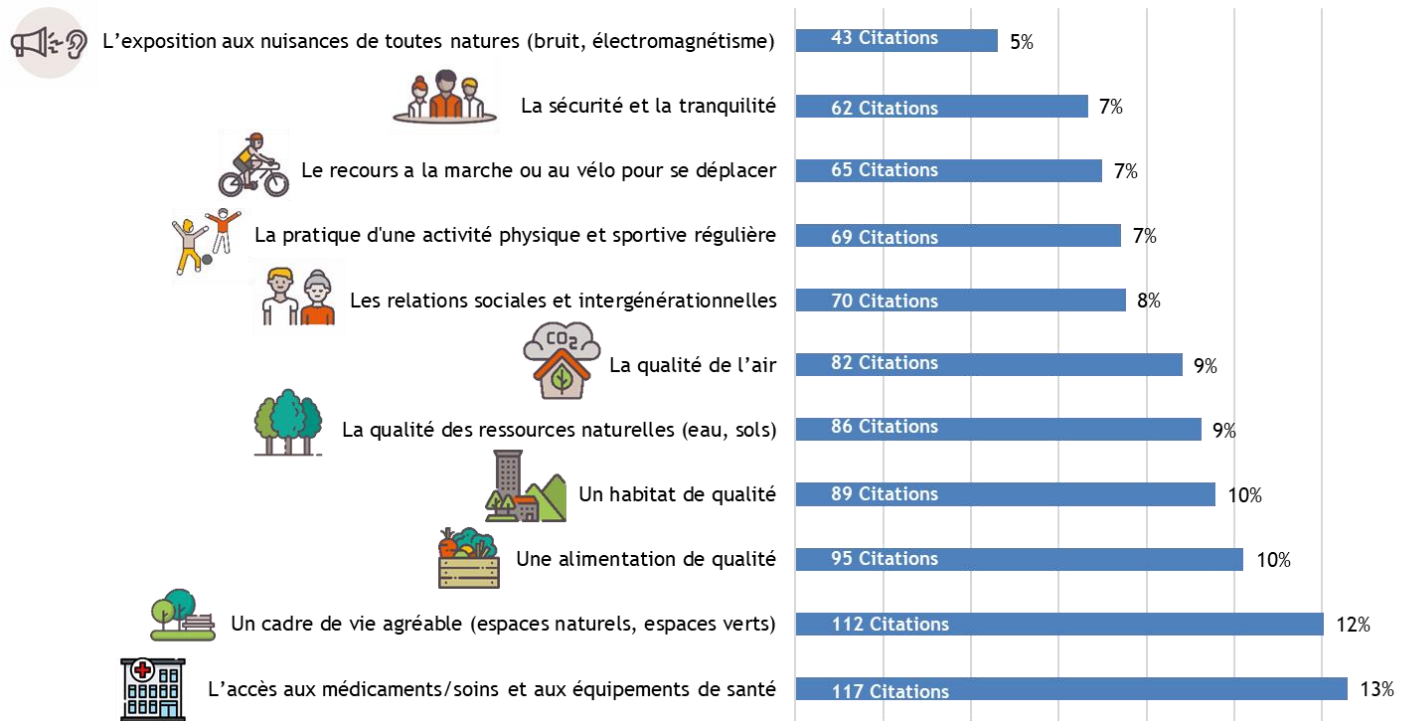 L’exposition aux nuisances de toutes natures (bruit, électromagnétisme) 43 Citations 5%
La sécurité et la tranquilité 62 Citations 7%
Le recours a la marche ou au vélo pour se déplacer 65 Citations 7%
La pratique d'une activité physique et sportive régulière 69 Citations 7%
Les relations sociales et intergénérationnelles 70 Citations 8%
CO2
La qualité de l’air 82 Citations 9%
La qualité des ressources naturelles (eau, sols) 86 Citations 9%
Un habitat de qualité 89 Citations 10%
Une alimentation de qualité 95 Citations 10%
Un cadre de vie agréable (espaces naturels, espaces verts) 112 Citations 12%
L’accès aux médicaments/soins et aux équipements de santé 117 Citations 13%